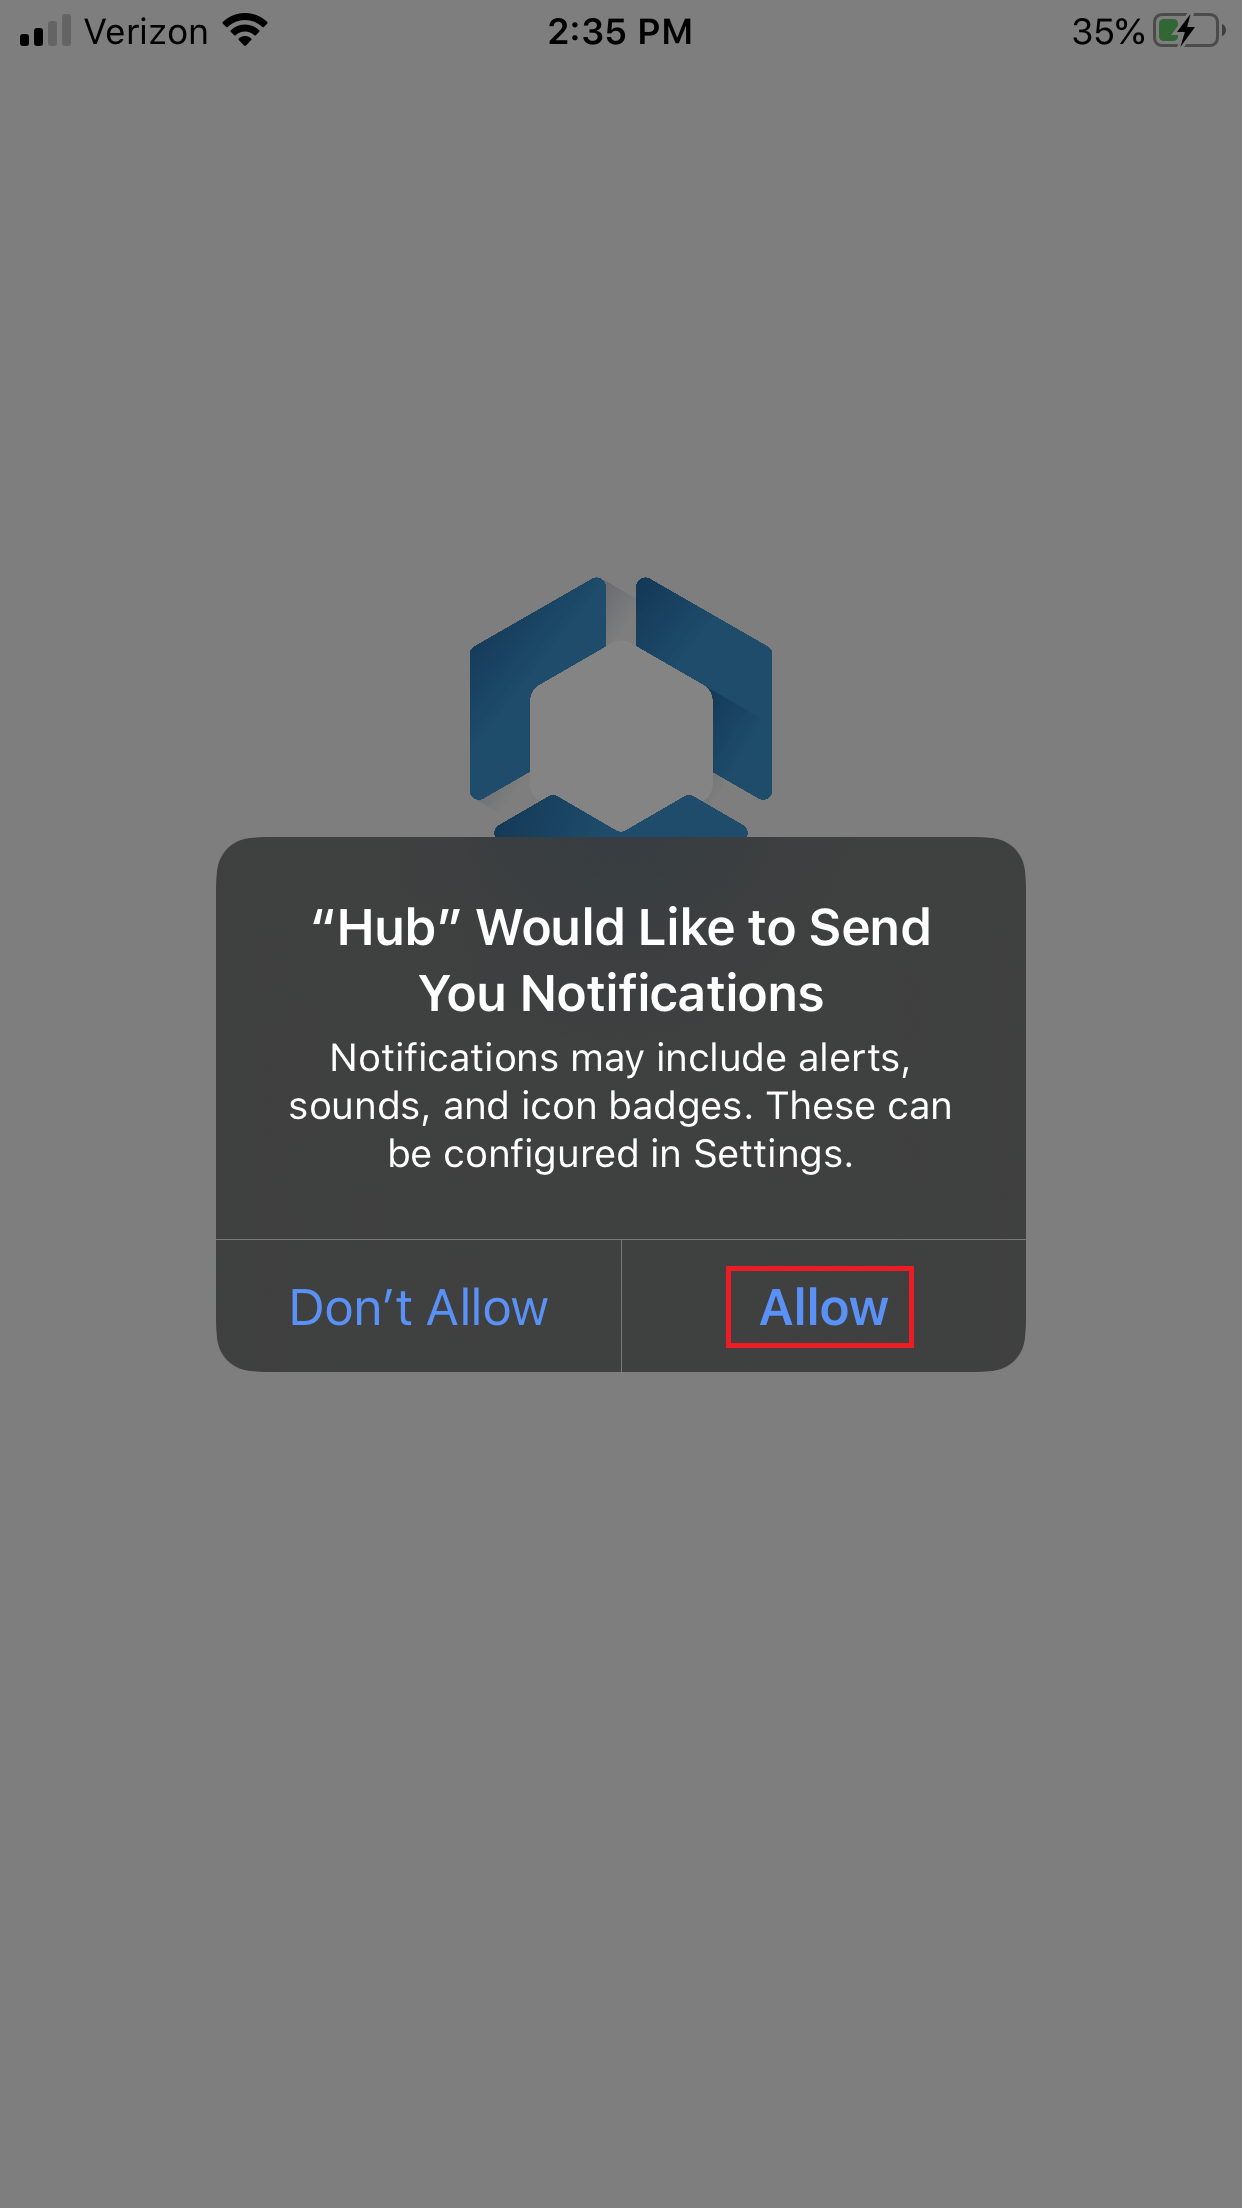 Verizon 2:35 PM 35%
“Hub” Would Like to Send
You Notifications
Notifications may include alerts,
sounds, and icon badges. These can
be configured in Settings.
Don’t Allow Allow